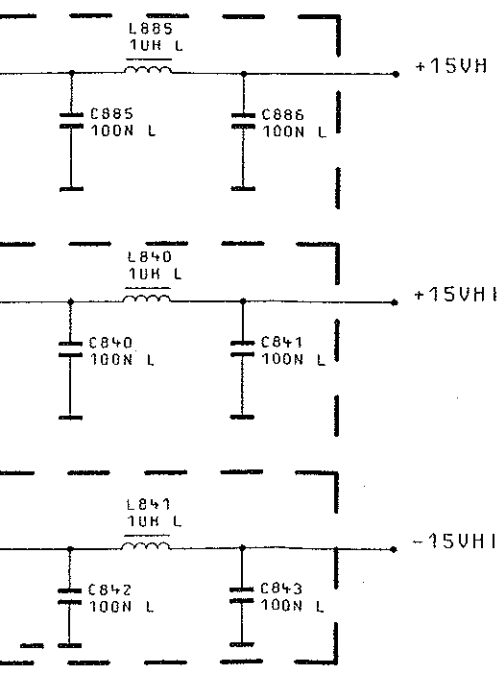 L885
1UH L
+15VH
C885
100N L
C886
100N L
L840
1UH L
+15VHI
C840
100N L
C841
100N L
L841
1UH L
-15VHI
C842
100N L
C843
100N L